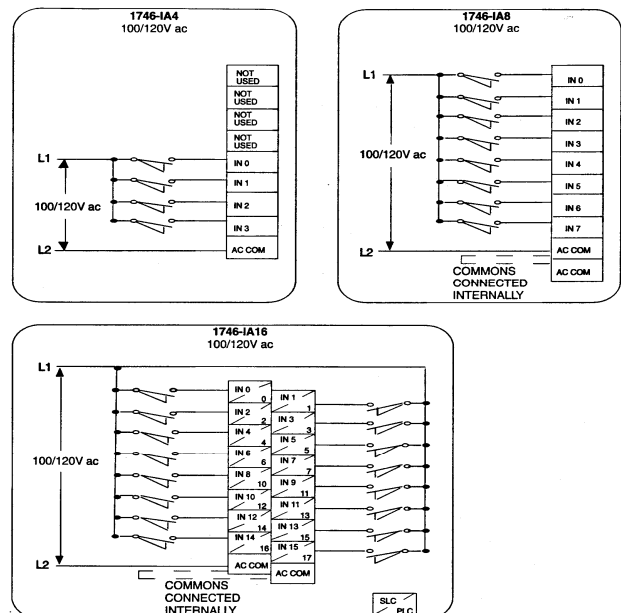 1746-IA4
100/120V ac
NOT
USED
NOT
USED
NOT
USED
NOT
USED
L1
IN 0
IN 1
100/120V ac
IN 2
IN 3
L2
AC COM
1746-IA8
100/120V ac
L1
IN 0
IN 1
IN 2
IN 3
100/120V ac
IN 4
IN 5
IN 6
IN 7
L2
AC COM
AC COM
COMMONS
CONNECTED
INTERNALLY
1746-IA16
100/120V ac
L1
IN 0
0
IN 1
1
IN 2
2
IN 3
3
IN 4
4
IN 5
5
100/120V ac
IN 6
6
IN 7
7
IN 8
10
IN 9
11
IN 10
12
IN 11
13
IN 12
14
IN 13
15
IN 14
16
IN 15
17
L2
AC COM
AC COM
COMMONS
CONNECTED
INTERNALLY
SLC
PLC